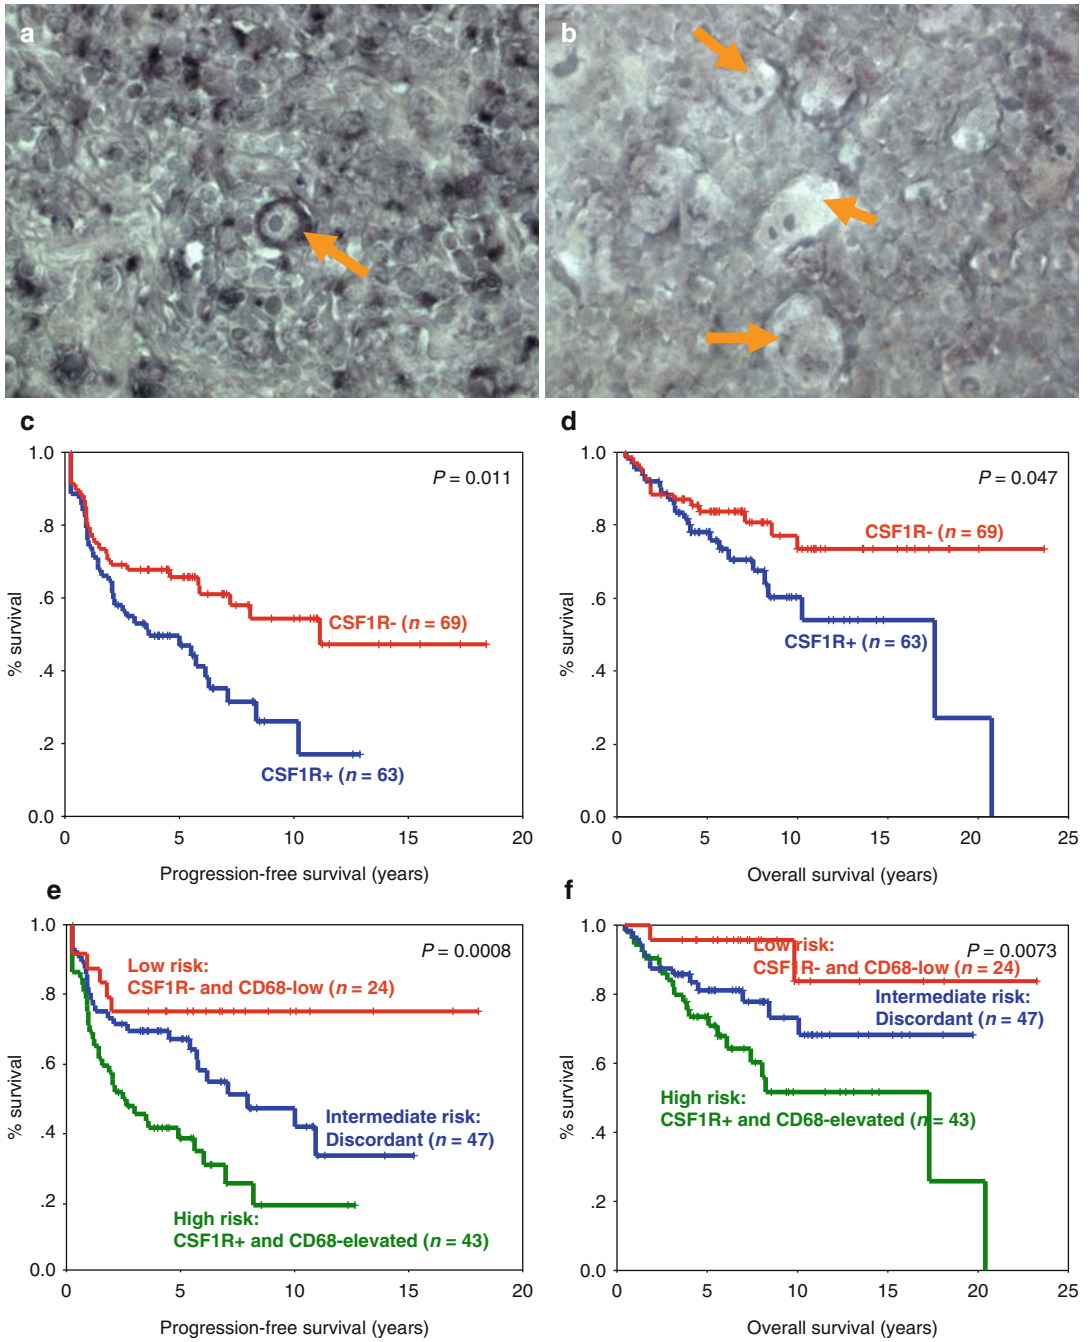 a
b
c
d
1.0
.8
.6
.4
.2
0.0
% survival
P = 0.011
CSF1R- (n = 69)
CSF1R+ (n = 63)
0 5 10 15 20
Progression-free survival (years)
1.0
.8
.6
.4
.2
0.0
% survival
P = 0.047
CSF1R- (n = 69)
CSF1R+ (n = 63)
0 5 10 15 20 25
Overall survival (years)
e
f
1.0
.8
.6
.4
.2
0.0
% survival
P = 0.0008
Low risk:
CSF1R- and CD68-low (n = 24)
Intermediate risk:
Discordant (n = 47)
High risk:
CSF1R+ and CD68-elevated (n = 43)
0 5 10 15 20
Progression-free survival (years)
1.0
.8
.6
.4
.2
0.0
% survival
P = 0.0073
Low risk:
CSF1R- and CD68-low (n = 24)
Intermediate risk:
Discordant (n = 47)
High risk:
CSF1R+ and CD68-elevated (n = 43)
0 5 10 15 20 25
Overall survival (years)